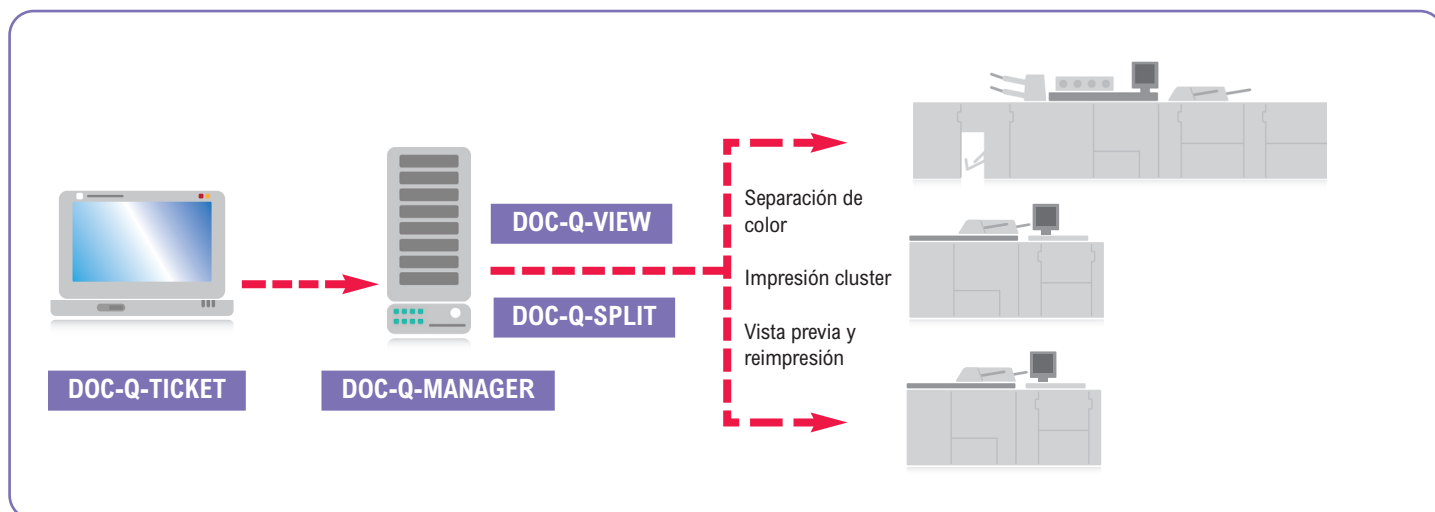 DOC-Q-TICKET
DOC-Q-MANAGER
DOC-Q-VIEW
DOC-Q-SPLIT
Separación de
color
Impresión cluster
Vista previa y
reimpresión